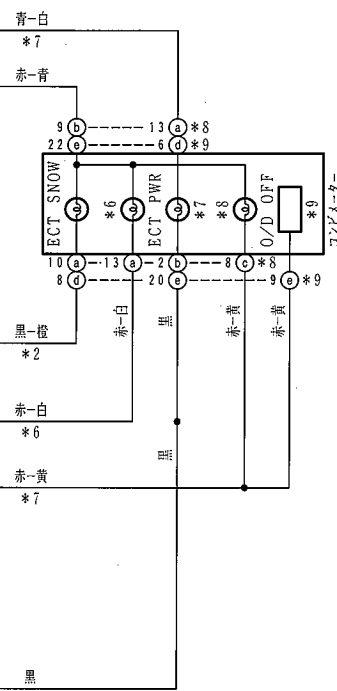 青-白
*7
赤-青
9 b 13 a *8
22 e 6 d *9
ECT SNOW
*6
ECT PWR
*7
*8
O/D OFF
*9
コンビメーター
10 a 13 a 2 b 8 c *8
8 d 20 e 9 e *9
赤-白
黒
赤-黄
赤-黄
黒-橙
*2
赤-白
*6
黒
赤-黄
*7
黒